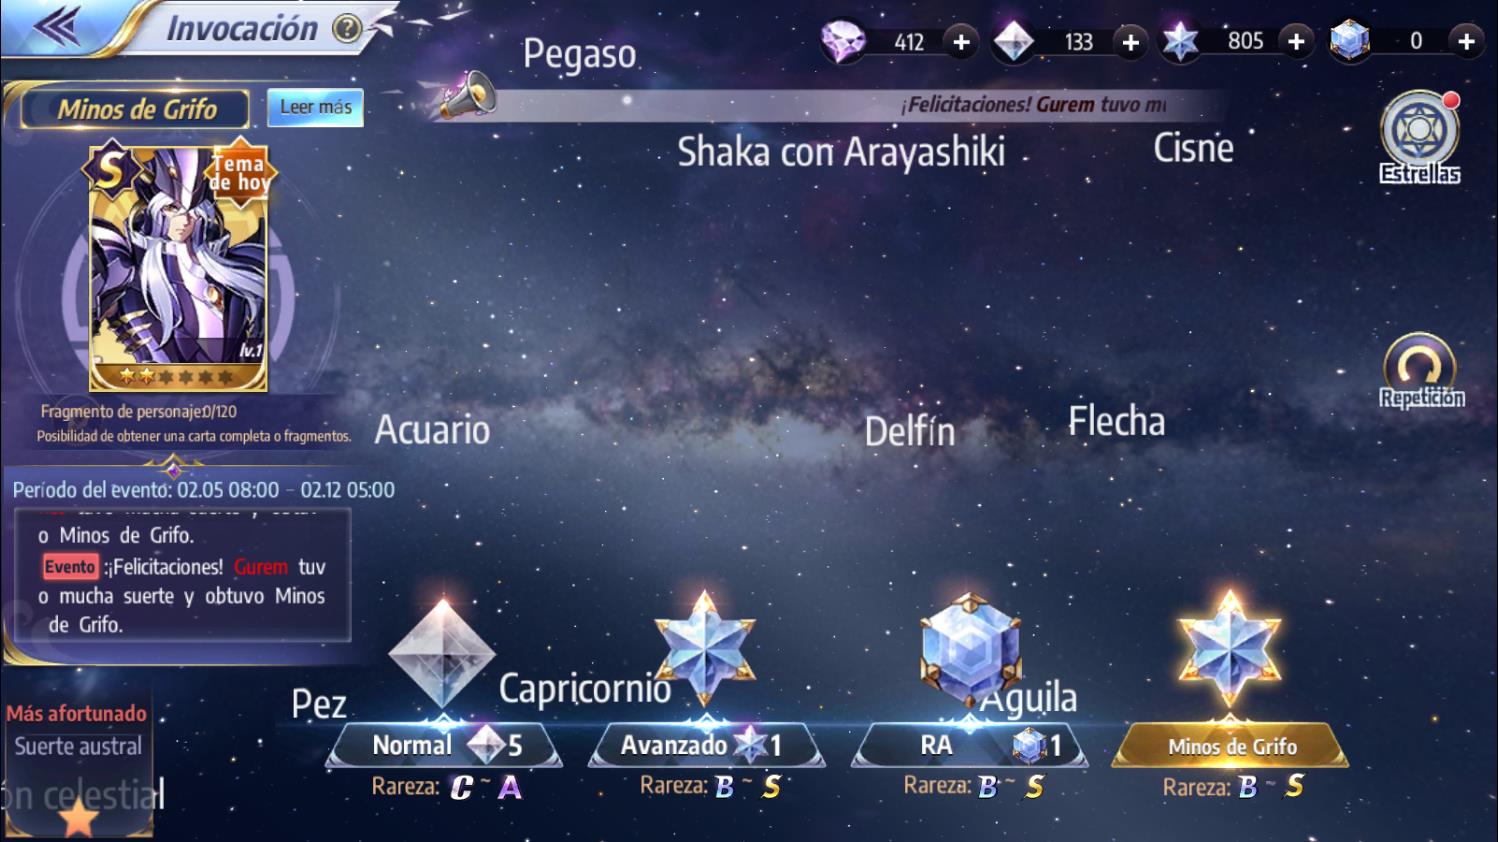 Invocación ?
412
133
805
0
Pegaso
Minos de Grifo
Leer más
¡Felicitaciones! Gurem tuvo
Shaka con Arayashiki
Cisne
Estrellas
S
Tema
de hoy
lv.1
Fragmento de personaje:0/120
Posibilidad de obtener una carta completa o fragmentos.
Repetición
Acuario
Delfín
Flecha
Período del evento: 02.05 08:00 – 02.12 05:00
o Minos de Grifo.
Evento :¡Felicitaciones! Gurem tuv
o mucha suerte y obtuvo Minos
de Grifo.
Pez
Capricornio
Aguila
Más afortunado
Suerte austral
ón celestial
Normal 5
Rareza: C ~ A
Avanzado 1
Rareza: B ~ S
RA 1
Rareza: B ~ S
Minos de Grifo
Rareza: B ~ S